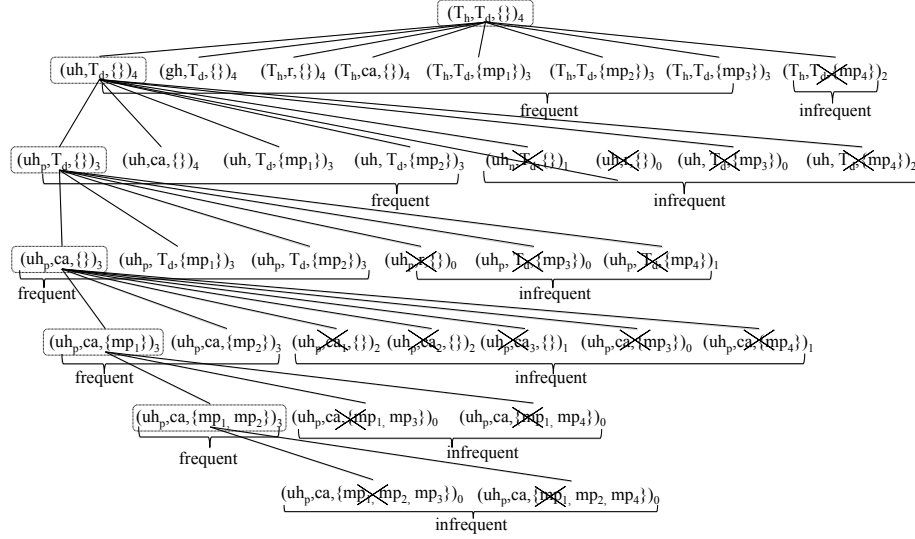 (Th,Td,{})4
(uh,Td,{})4 (gh,Td,{})4 (Th,r,{})4 (Th,ca,{})4 (Th,Td,{mp1})3 (Th,Td,{mp2})3 (Th,Td,{mp3})3 (Th,Td,{mp4})2
frequent infrequent
(uhp,Td,{})3 (uh,ca,{})4 (uh, Td,{mp1})3 (uh, Td,{mp2})3 (uhn,Td,{})1 (uh,r,{})0 (uh, Td,{mp3})0 (uh, Td,{mp4})2
frequent infrequent
(uhp,ca,{})3 (uhp, Td,{mp1})3 (uhp, Td,{mp2})3 (uhp,r,{})0 (uhp, Td,{mp3})0 (uhp, Td,{mp4})1
frequent infrequent
(uhp,ca,{mp1})3 (uhp,ca,{mp2})3 (uhp,ca1,{})2 (uhp,ca2,{})2 (uhp,ca3,{})1 (uhp,ca,{mp3})0 (uhp,ca,{mp4})1
frequent infrequent
(uhp,ca,{mp1, mp2})3 (uhp,ca,{mp1, mp3})0 (uhp,ca,{mp1, mp4})0
frequent infrequent
(uhp,ca,{mp1, mp2, mp3})0 (uhp,ca,{mp1, mp2, mp4})0
infrequent